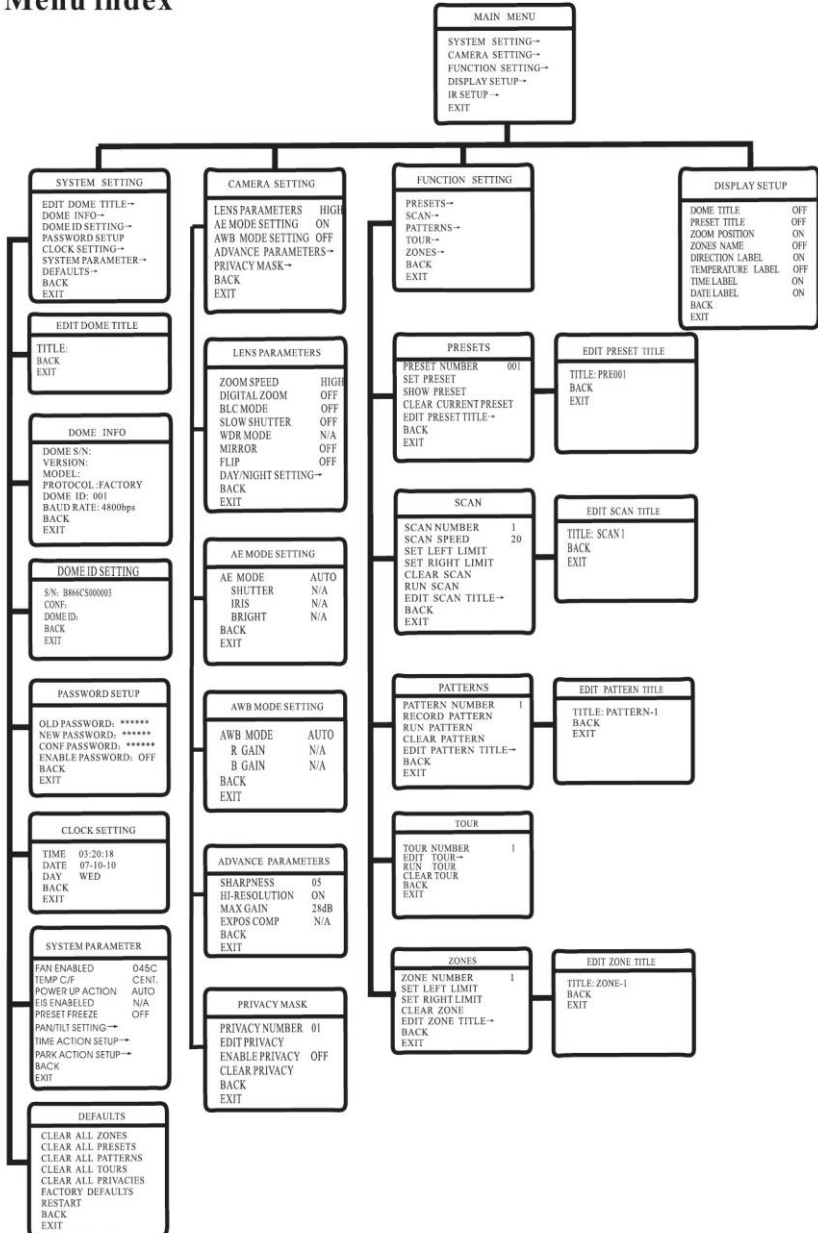 Menu index
MAIN MENU
SYSTEM SETTING→
CAMERA SETTING→
FUNCTION SETTING→
DISPLAY SETUP→
IR SETUP→
EXIT
SYSTEM SETTING
EDIT DOME TITLE→
DOME INFO→
DOME ID SETTING→
PASSWORD SETUP
CLOCK SETTING→
SYSTEM PARAMETER→
DEFAULTS→
BACK
EXIT
EDIT DOME TITLE
TITLE:
BACK
EXIT
DOME INFO
DOME S/N:
VERSION:
MODEL:
PROTOCOL :FACTORY
DOME ID: 001
BAUD RATE: 4800bps
BACK
EXIT
DOME ID SETTING
S/N: B866CS000003
CONF:
DOME ID:
BACK
EXIT
PASSWORD SETUP
OLD PASSWORD: ******
NEW PASSWORD: ******
CONF PASSWORD: ******
ENABLE PASSWORD: OFF
BACK
EXIT
CLOCK SETTING
TIME 03:20:18
DATE 07-10-10
DAY WED
BACK
EXIT
SYSTEM PARAMETER
FAN ENABLED 045C
TEMP C/F CENT.
POWER UP ACTION AUTO
EIS ENABELED N/A
PRESET FREEZE OFF
PAN/TILT SETTING→
TIME ACTION SETUP→
PARK ACTION SETUP→
BACK
EXIT
DEFAULTS
CLEAR ALL ZONES
CLEAR ALL PRESETS
CLEAR ALL PATTERNS
CLEAR ALL TOURS
CLEAR ALL PRIVACIES
FACTORY DEFAULTS
RESTART
BACK
EXIT
CAMERA SETTING
LENS PARAMETERS HIGH
AE MODE SETTING ON
AWB MODE SETTING OFF
ADVANCE PARAMETERS→
PRIVACY MASK→
BACK
EXIT
LENS PARAMETERS
ZOOM SPEED HIGH
DIGITAL ZOOM OFF
BLC MODE OFF
SLOW SHUTTER OFF
WDR MODE N/A
MIRROR OFF
FLIP OFF
DAY/NIGHT SETTING→
BACK
EXIT
AE MODE SETTING
AE MODE AUTO
SHUTTER N/A
IRIS N/A
BRIGHT N/A
BACK
EXIT
AWB MODE SETTING
AWB MODE AUTO
R GAIN N/A
B GAIN N/A
BACK
EXIT
ADVANCE PARAMETERS
SHARPNESS 05
HI-RESOLUTION ON
MAX GAIN 28dB
EXPOS COMP N/A
BACK
EXIT
PRIVACY MASK
PRIVACY NUMBER 01
EDIT PRIVACY
ENABLE PRIVACY OFF
CLEAR PRIVACY
BACK
EXIT
FUNCTION SETTING
PRESETS→
SCAN→
PATTERNS→
TOUR→
ZONES→
BACK
EXIT
PRESETS
PRESET NUMBER 001
SET PRESET
SHOW PRESET
CLEAR CURRENT PRESET
EDIT PRESET TITLE→
BACK
EXIT
EDIT PRESET TITLE
TITLE: PRE001
BACK
EXIT
SCAN
SCAN NUMBER 1
SCAN SPEED 20
SET LEFT LIMIT
SET RIGHT LIMIT
CLEAR SCAN
RUN SCAN
EDIT SCAN TITLE→
BACK
EXIT
EDIT SCAN TITLE
TITLE: SCAN 1
BACK
EXIT
PATTERNS
PATTERN NUMBER 1
RECORD PATTERN
RUN PATTERN
CLEAR PATTERN
EDIT PATTERN TITLE→
BACK
EXIT
EDIT PATTERN TITLE
TITLE: PATTERN-1
BACK
EXIT
TOUR
TOUR NUMBER 1
EDIT TOUR→
RUN TOUR
CLEAR TOUR
BACK
EXIT
ZONES
ZONE NUMBER 1
SET LEFT LIMIT
SET RIGHT LIMIT
CLEAR ZONE
EDIT ZONE TITLE→
BACK
EXIT
EDIT ZONE TITLE
TITLE: ZONE-1
BACK
EXIT
DISPLAY SETUP
DOME TITLE OFF
PRESET TITLE OFF
ZOOM POSITION ON
ZONES NAME OFF
DIRECTION LABEL ON
TEMPERATURE LABEL OFF
TIME LABEL ON
DATE LABEL ON
BACK
EXIT